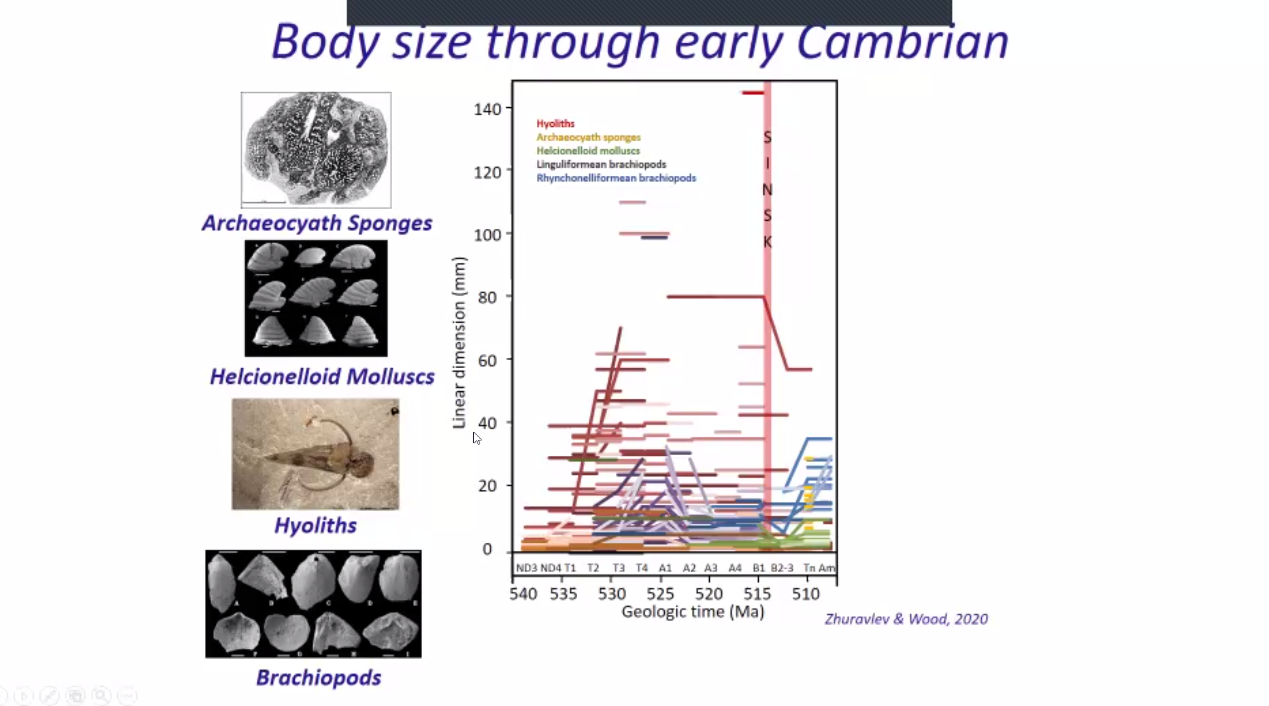 Body size through early Cambrian
Archaeocyath Sponges
Helcionelloid Molluscs
Hyoliths
Brachiopods
Linear dimension (mm)
140
120
100
80
60
40
20
0
Hyoliths
Archaeocyath sponges
Helcionelloid molluscs
Linguliformean brachiopods
Rhynchonelliformean brachiopods
S
I
N
S
K
ND3 ND4 T1 T2 T3 T4 A1 A2 A3 A4 B1 B2-3 Tn Am
540 535 530 525 520 515 510
Geologic time (Ma)
Zhuravlev & Wood, 2020